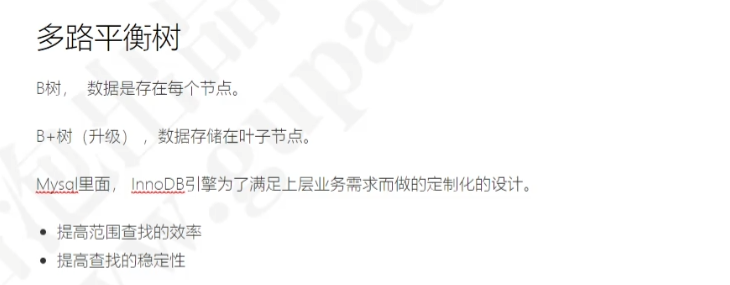 多路平衡树
B树， 数据是存在每个节点。
B+树（升级），数据存储在叶子节点。
Mysql里面， InnoDB引擎为了满足上层业务需求而做的定制化的设计。
提高范围查找的效率
提高查找的稳定性